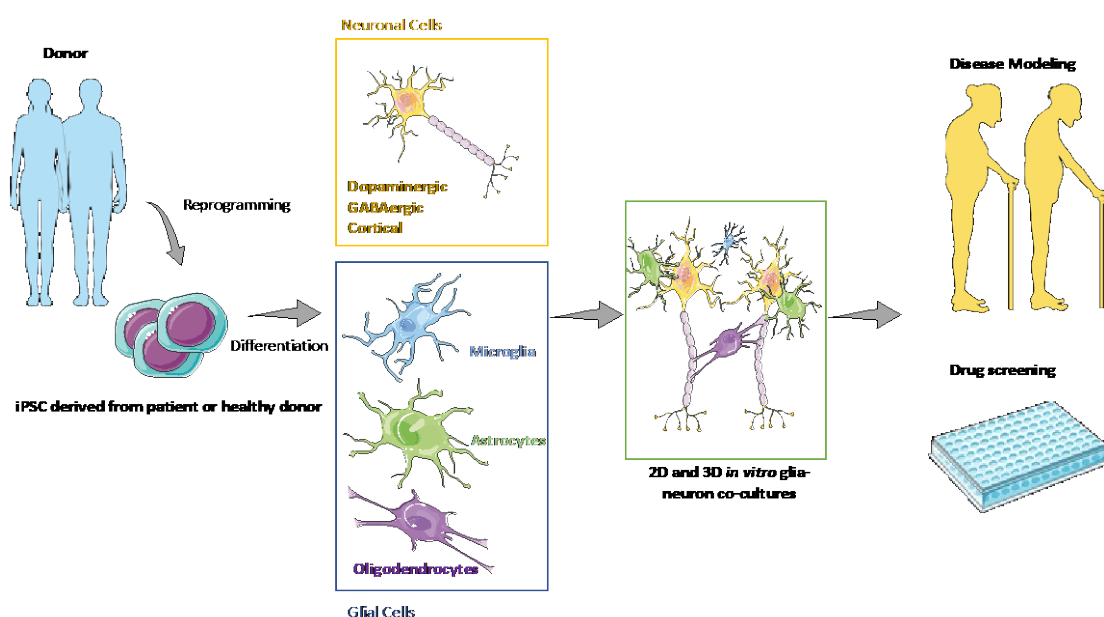 Neuronal Cells
Donor
Disease Modeling
Dopaminergic
GABAergic
Cortical
Reprogramming
Differentiation
Microglia
iPSC derived from patient or healthy donor
Astrocytes
Drug screening
2D and 3D in vitro glia-
neuron co-cultures
Oligodendrocytes
Glial Cells